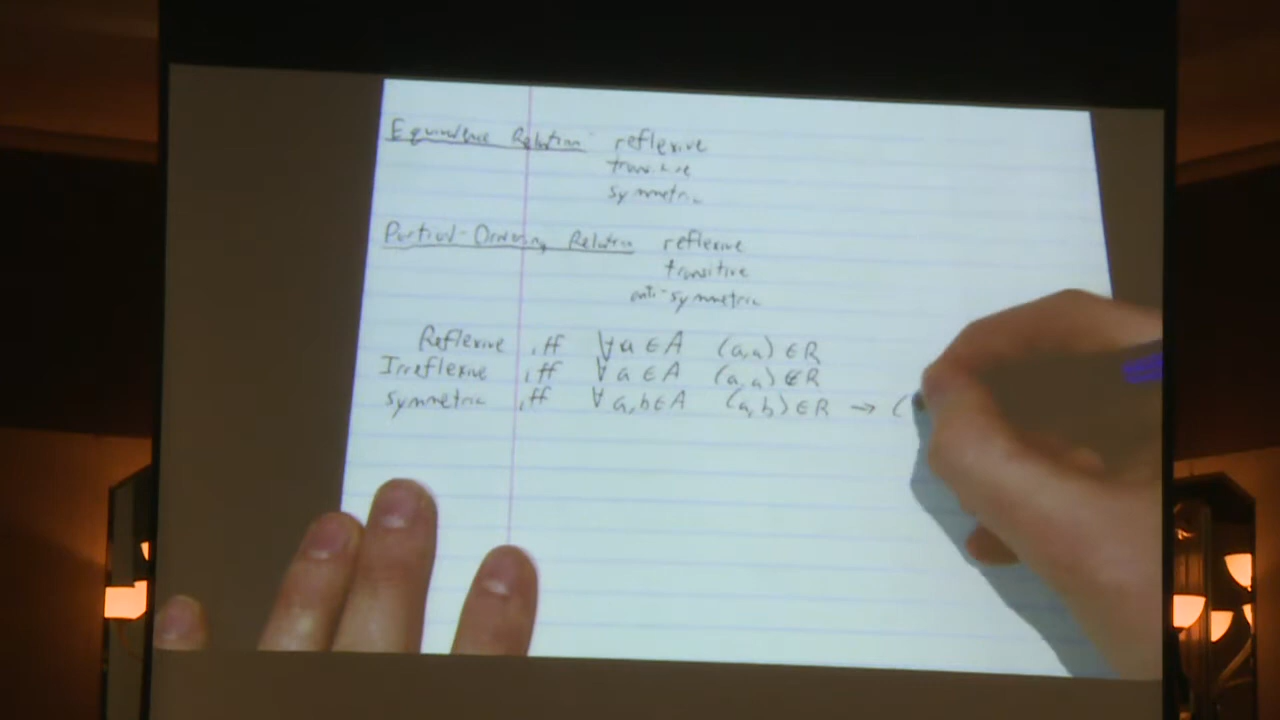 Equivalence Relation reflexive
transitive
symmetric
Partial-Ordering Relation reflexive
transitive
anti-symmetric
Reflexive iff ∀a∈A (a,a)∈R
Irreflexive iff ∀a∈A (a,a)∉R
symmetric iff ∀a,b∈A (a,b)∈R → (